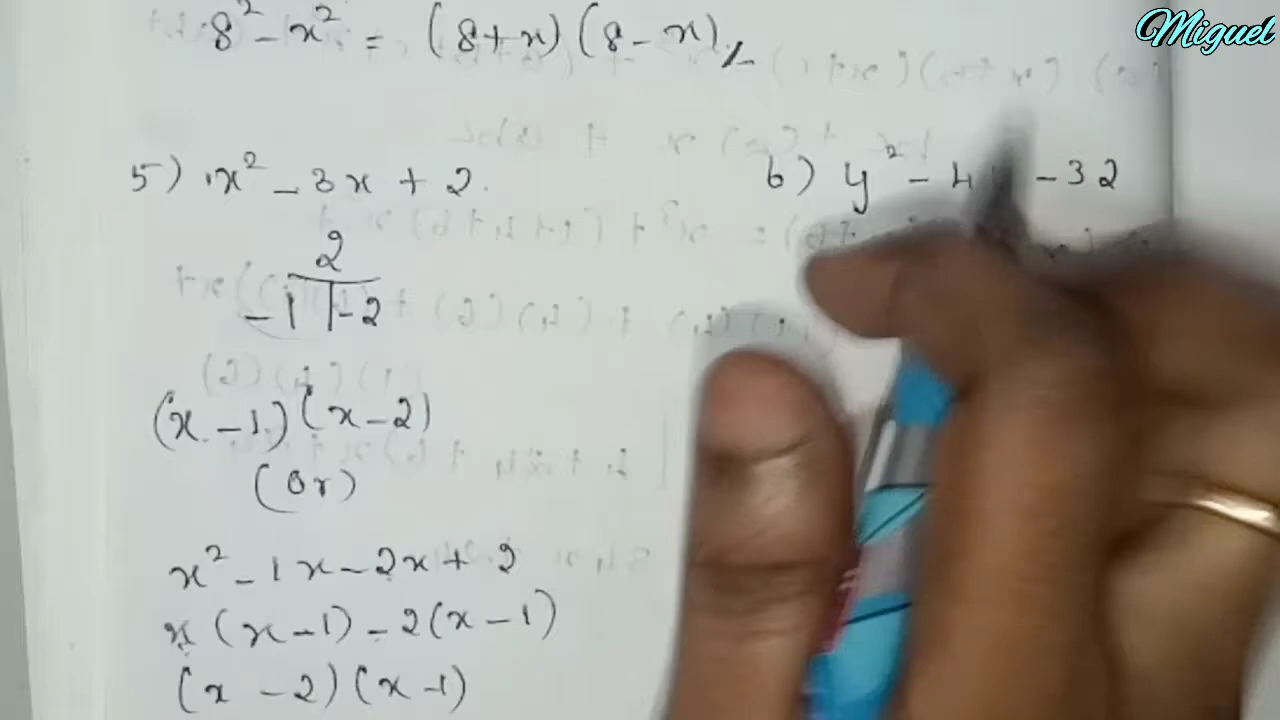 Miguel
8² - x² = (8+x)(8-x)
5) x² - 3x + 2
2
-1 | -2
(x - 1)(x - 2)
(or)
x² - 1x - 2x + 2
x(x - 1) - 2(x - 1)
(x - 2)(x - 1)
6) y² - 4 - 32